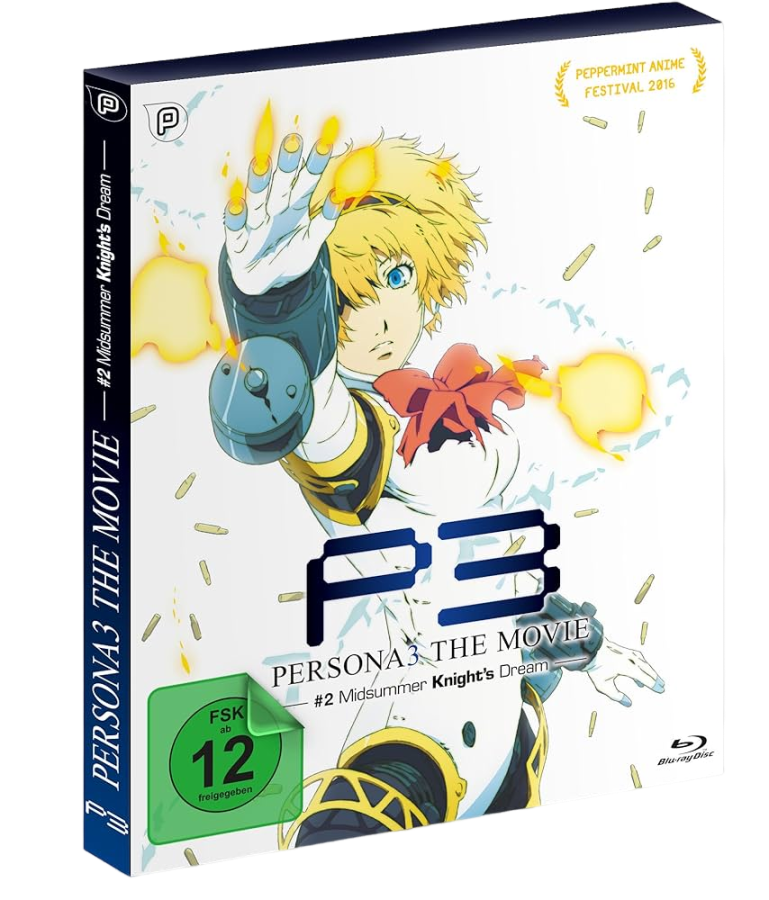 PEPPERMINT ANIME
FESTIVAL 2016
P
P
#2 Midsummer Knight's Dream
PERSONA3 THE MOVIE
P3
P3
PERSONA3 THE MOVIE
#2 Midsummer Knight's Dream
FSK
ab
12
freigegeben
Blu-ray Disc